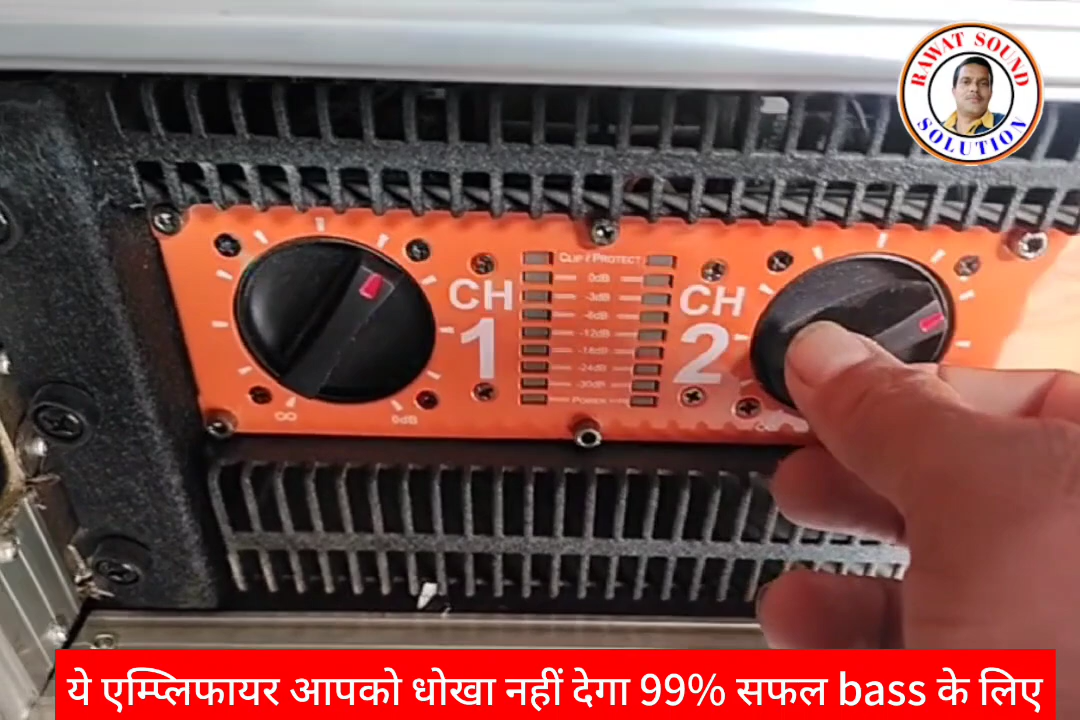 RAWAT SOUND
SOLUTION
CLIP / PROTECT
0dB
-3dB
-6dB
-12dB
-18dB
-24dB
-30dB
POWER
CH
1
CH
2
∞
0dB
ये एम्प्लिफायर आपको धोखा नहीं देगा 99% सफल bass के लिए